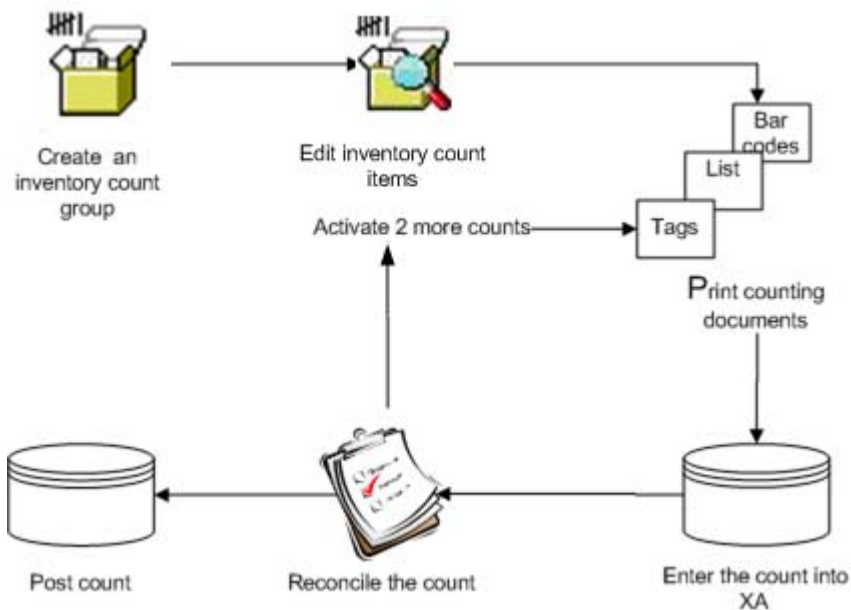 Create an
inventory count
group
Edit inventory count
items
Bar
codes
List
Tags
Activate 2 more counts
Print counting
documents
Post count
Reconcile the count
Enter the count into
XA